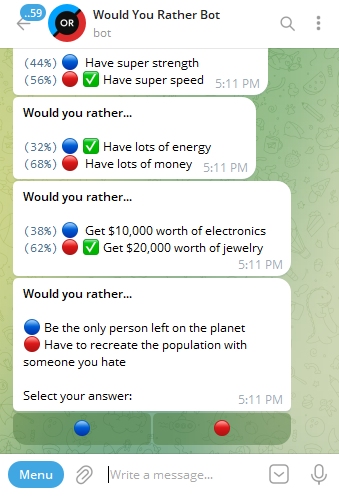 ..59
OR
Would You Rather Bot
bot
(44%) 🔵 Have super strength
(56%) 🔴 ✅ Have super speed 5:11 PM
Would you rather...
(32%) 🔵 ✅ Have lots of energy
(68%) 🔴 Have lots of money 5:11 PM
Would you rather...
(38%) 🔵 Get $10,000 worth of electronics
(62%) 🔴 ✅ Get $20,000 worth of jewelry
5:11 PM
Would you rather...
🔵 Be the only person left on the planet
🔴 Have to recreate the population with
someone you hate
Select your answer: 5:11 PM
Menu Write a message...